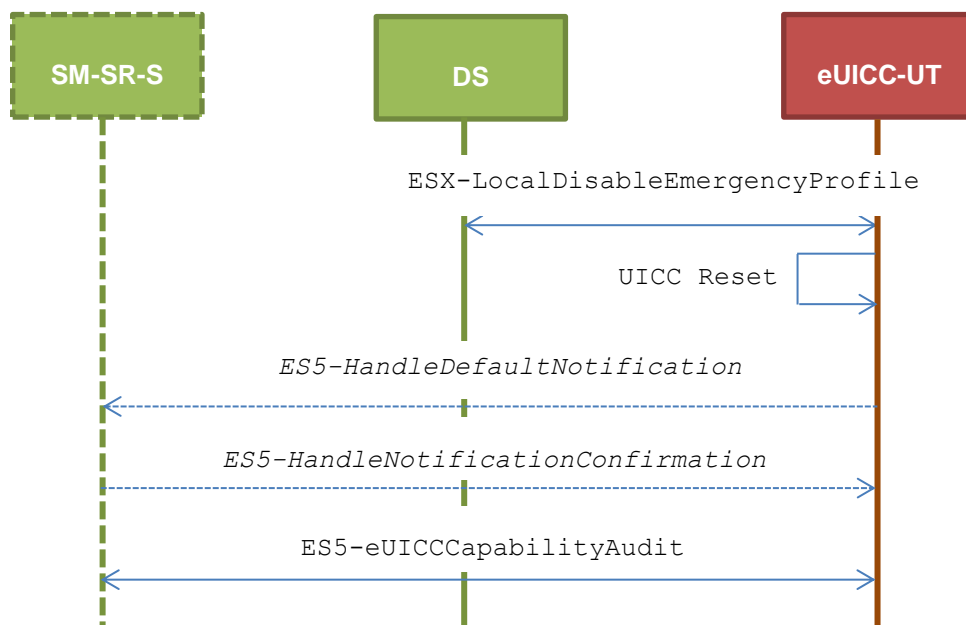 SM-SR-S
DS
eUICC-UT
ESX-LocalDisableEmergencyProfile
UICC Reset
ES5-HandleDefaultNotification
ES5-HandleNotificationConfirmation
ES5-eUICCCapabilityAudit